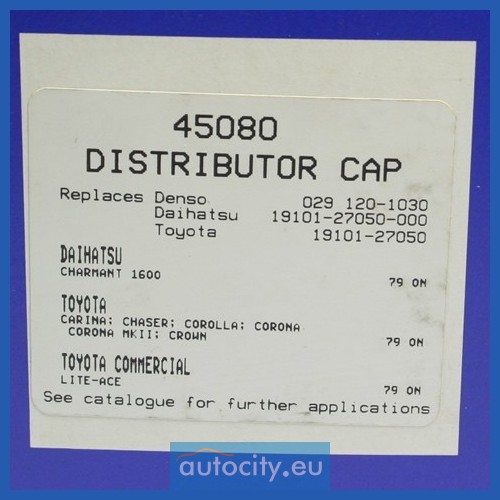 45080
DISTRIBUTOR CAP
Replaces Denso 029 120-1030
Daihatsu 19101-27050-000
Toyota 19101-27050
DAIHATSU
CHARMANT 1600 79 ON
TOYOTA
CARINA; CHASER; COROLLA; CORONA
CORONA MKII; CROWN 79 ON
TOYOTA COMMERCIAL
LITE-ACE 79 ON
See catalogue for further applications
autocity.eu